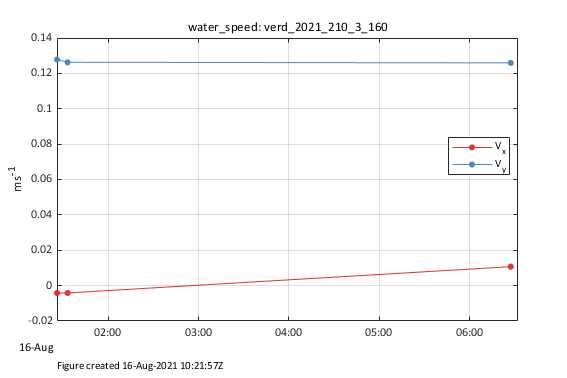 water_speed: verd_2021_210_3_160
0.14
0.12
0.1
0.08
0.06
0.04
0.02
0
-0.02
ms-1
Vx
Vy
02:00 03:00 04:00 05:00 06:00
16-Aug
Figure created 16-Aug-2021 10:21:57Z